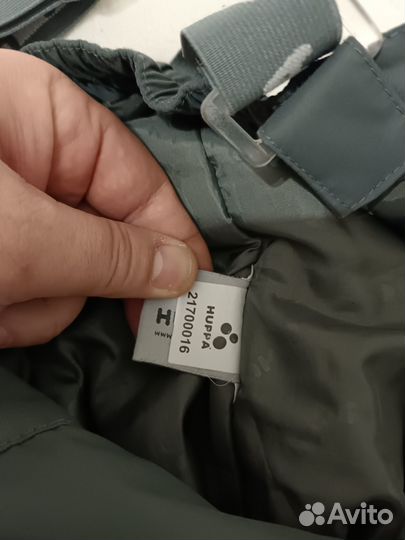 HUPPA
21700016
H
www
Avito